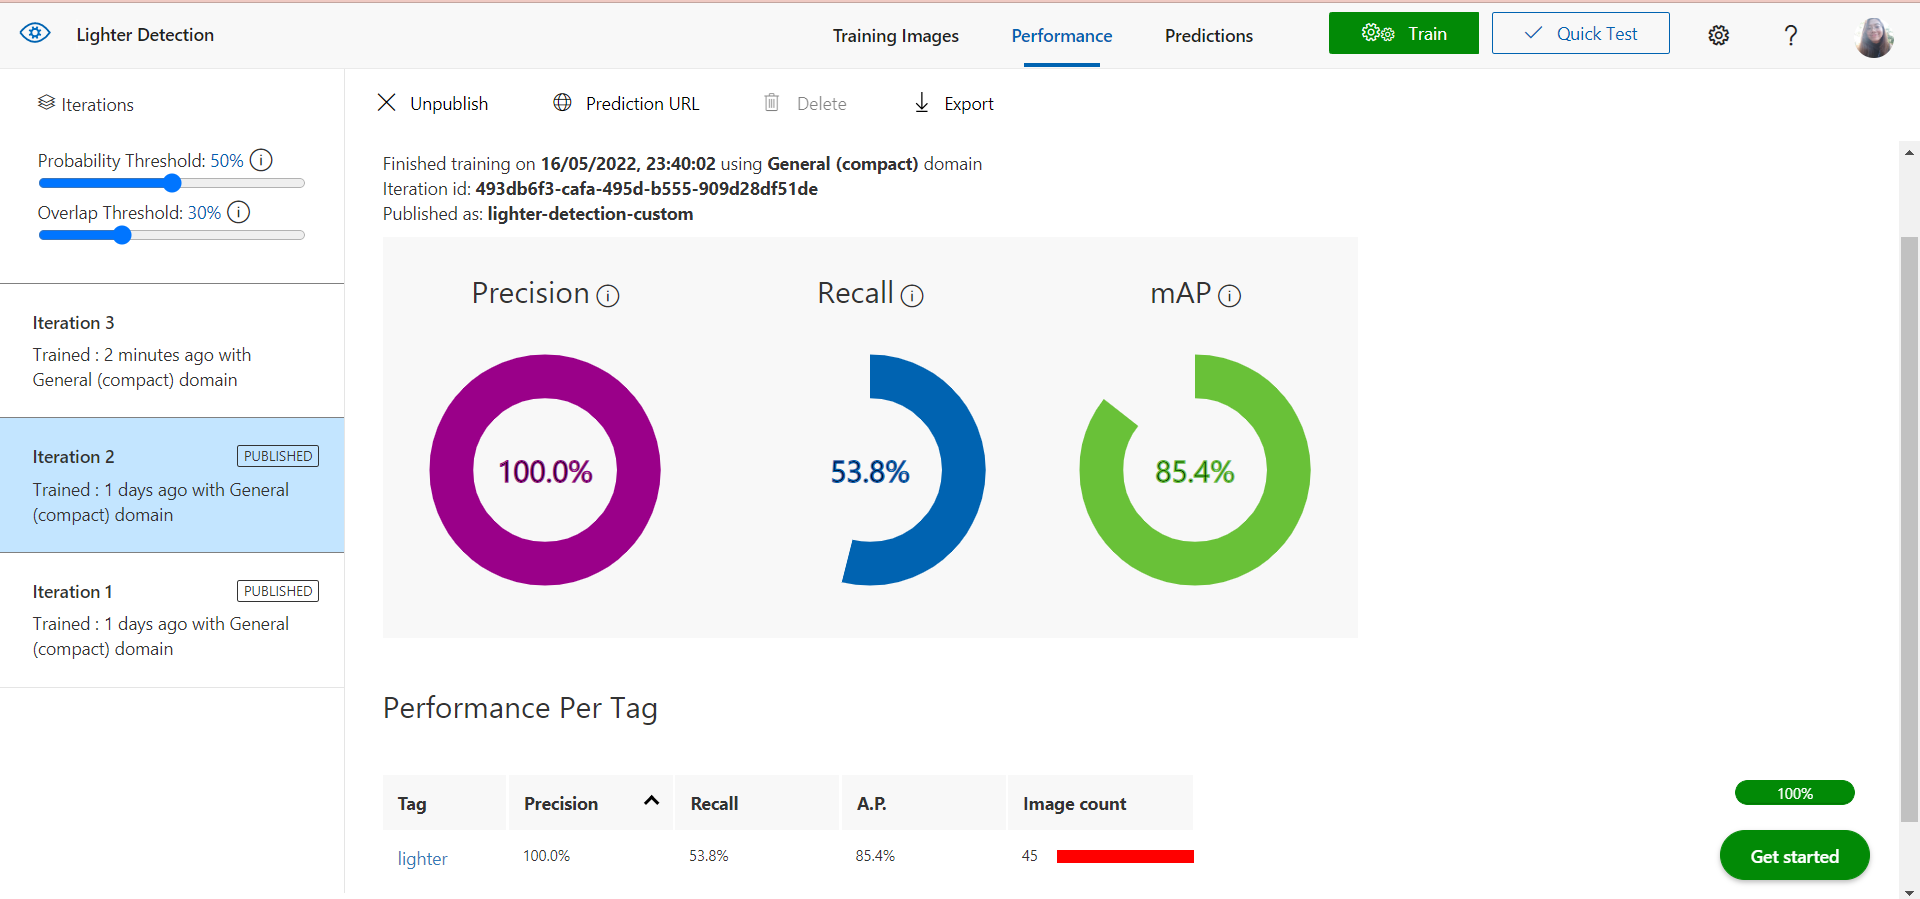 Lighter Detection
Training Images
Performance
Predictions
Train
Quick Test
?
Iterations
Probability Threshold: 50%
Overlap Threshold: 30%
Iteration 3
Trained : 2 minutes ago with
General (compact) domain
Iteration 2
PUBLISHED
Trained : 1 days ago with General
(compact) domain
Iteration 1
PUBLISHED
Trained : 1 days ago with General
(compact) domain
Unpublish
Prediction URL
Delete
Export
Finished training on 16/05/2022, 23:40:02 using General (compact) domain
Iteration id: 493db6f3-cafa-495d-b555-909d28df51de
Published as: lighter-detection-custom
Precision
Recall
mAP
100.0%
53.8%
85.4%
Performance Per Tag
Tag Precision Recall A.P. Image count
lighter 100.0% 53.8% 85.4% 45
100%
Get started